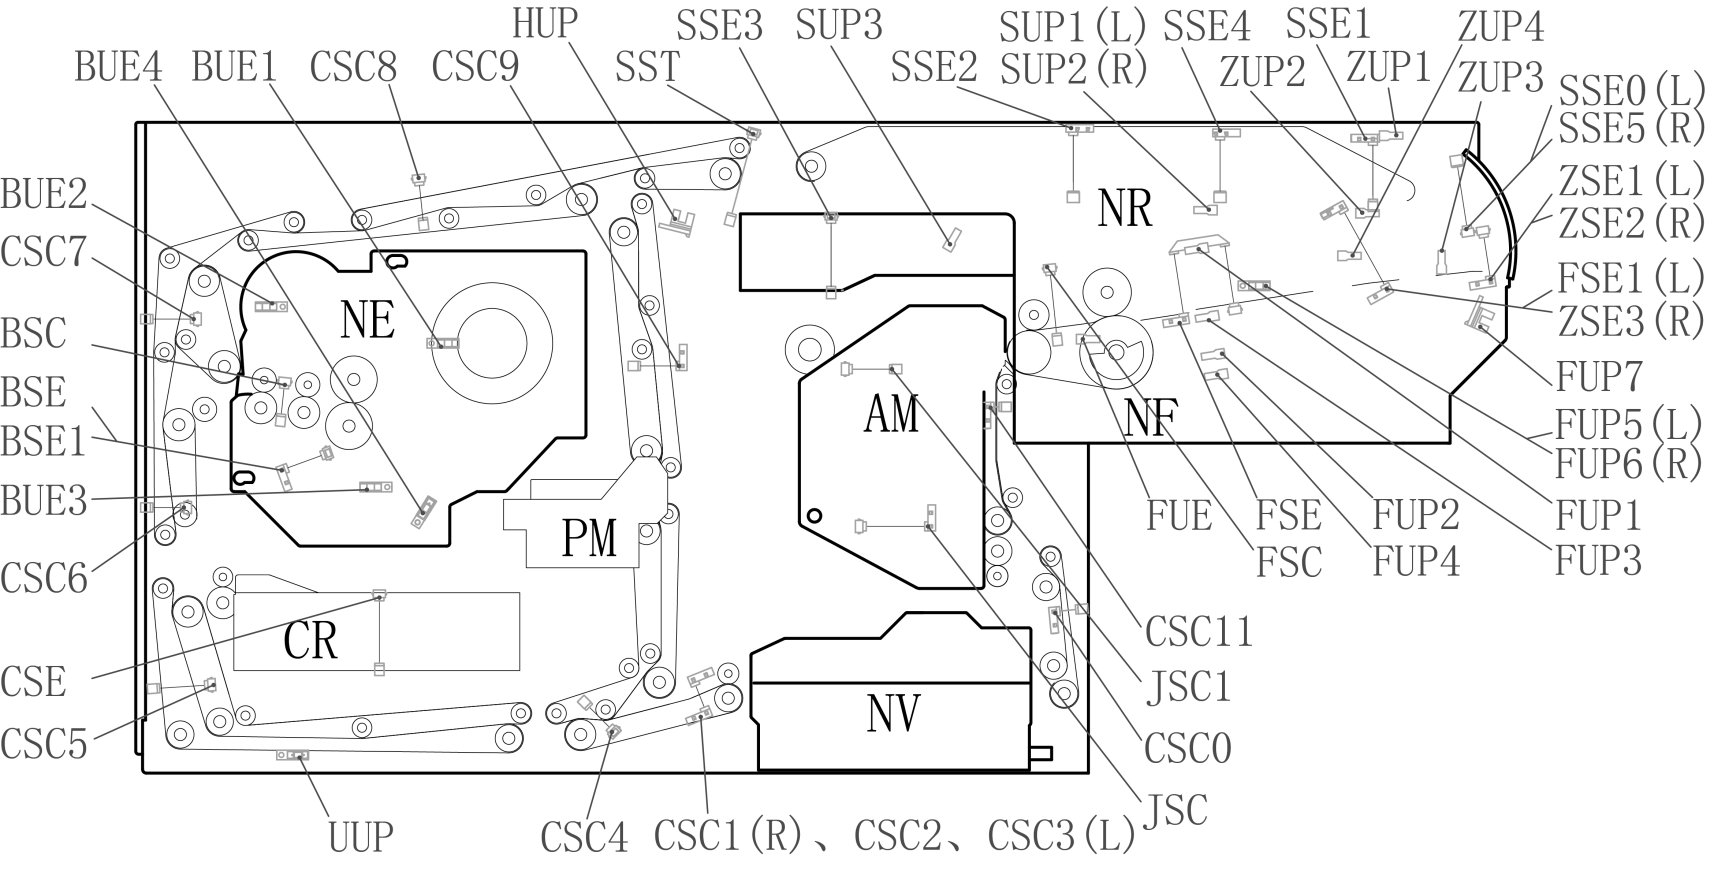 HUP
SSE3
SUP3
SUP1(L)
SSE4
SSE1
ZUP4
BUE4
BUE1
CSC8
CSC9
SST
SSE2
SUP2(R)
ZUP2
ZUP1
ZUP3
SSE0(L)
SSE5(R)
BUE2
ZSE1(L)
NR
ZSE2(R)
CSC7
FSE1(L)
NE
ZSE3(R)
BSC
FUP7
BSE
AM
NF
FUP5(L)
BSE1
FUP6(R)
BUE3
FUE
FSE
FUP2
FUP1
PM
FSC
FUP4
FUP3
CSC6
CR
CSC11
CSE
JSC1
NV
CSC5
CSC0
JSC
UUP
CSC4
CSC1(R)、CSC2、CSC3(L)